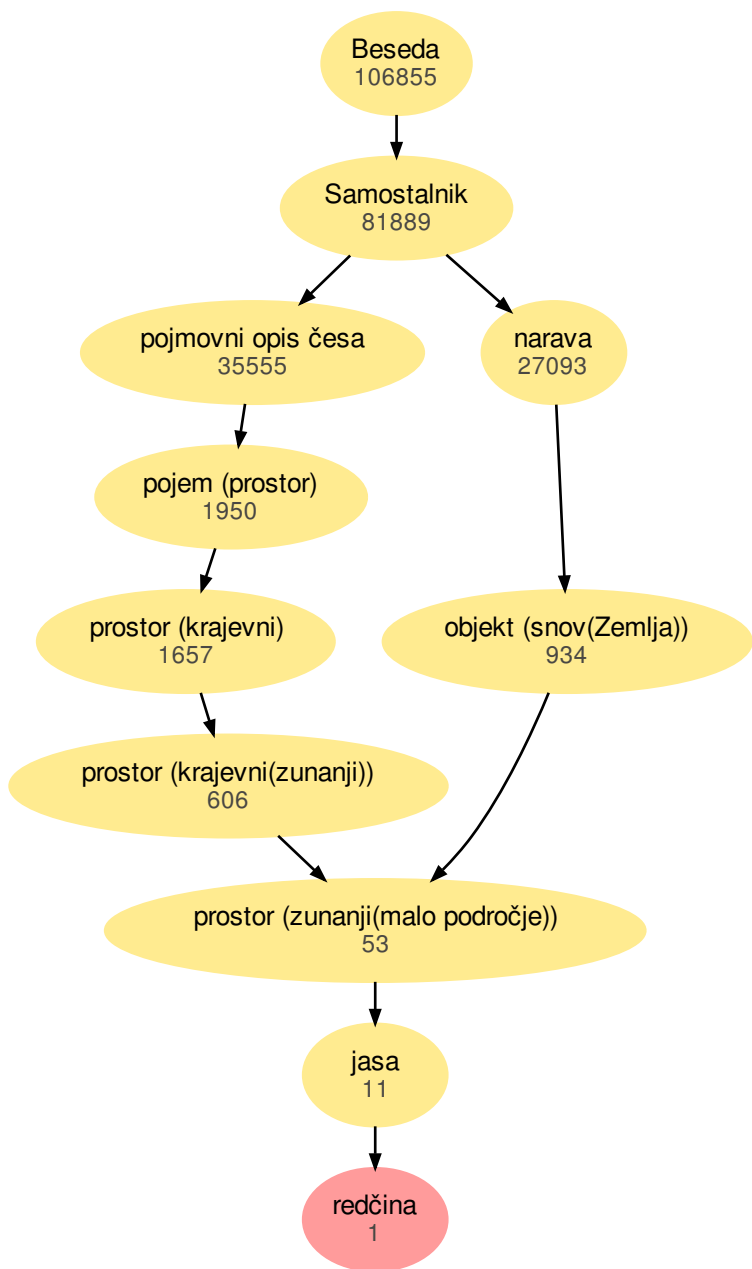 Beseda
106855
Samostalnik
81889
pojmovni opis česa
35555
narava
27093
pojem (prostor)
1950
prostor (krajevni)
1657
objekt (snov(Zemlja))
934
prostor (krajevni(zunanji))
606
prostor (zunanji(malo področje))
53
jasa
11
redčina
1